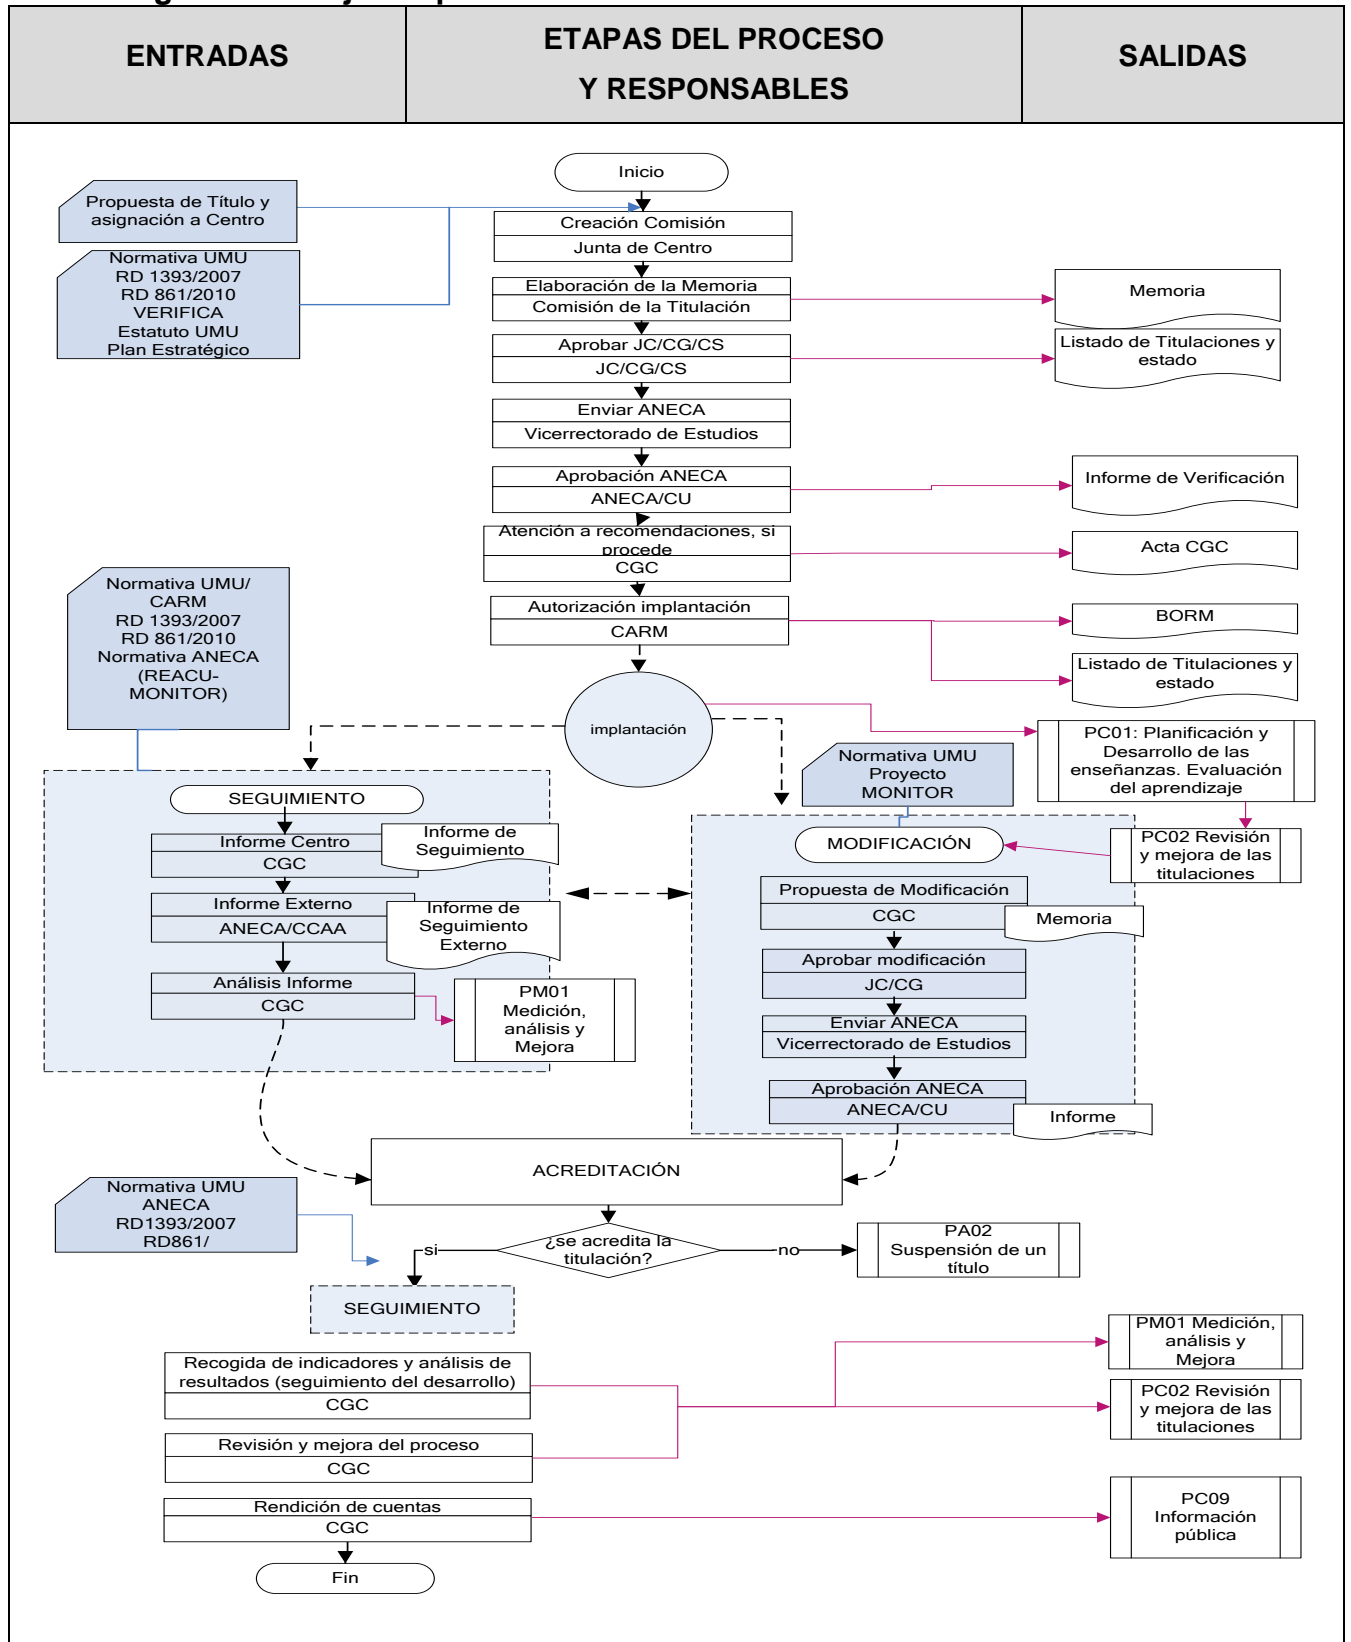 ENTRADAS
ETAPAS DEL PROCESO
Y RESPONSABLES
SALIDAS
Inicio
Propuesta de Título y
asignación a Centro
Creación Comisión
Junta de Centro
Normativa UMU
RD 1393/2007
RD 861/2010
VERIFICA
Estatuto UMU
Plan Estratégico
Elaboración de la Memoria
Comisión de la Titulación
Memoria
Aprobar JC/CG/CS
JC/CG/CS
Listado de Titulaciones y
estado
Enviar ANECA
Vicerrectorado de Estudios
Aprobación ANECA
ANECA/CU
Informe de Verificación
Atención a recomendaciones, si
procede
CGC
Acta CGC
Autorización implantación
CARM
BORM
Listado de Titulaciones y
estado
Normativa UMU/
CARM
RD 1393/2007
RD 861/2010
Normativa ANECA
(REACU-
MONITOR)
implantación
PC01: Planificación y
Desarrollo de las
enseñanzas. Evaluación
del aprendizaje
Normativa UMU
Proyecto
MONITOR
SEGUIMIENTO
Informe Centro
CGC
Informe de
Seguimiento
Informe Externo
ANECA/CCAA
Informe de
Seguimiento
Externo
Análisis Informe
CGC
PM01
Medición,
análisis y
Mejora
MODIFICACIÓN
PC02 Revisión
y mejora de las
titulaciones
Propuesta de Modificación
CGC
Memoria
Aprobar modificación
JC/CG
Enviar ANECA
Vicerrectorado de Estudios
Aprobación ANECA
ANECA/CU
Informe
ACREDITACIÓN
Normativa UMU
ANECA
RD1393/2007
RD861/
¿se acredita la
titulación?
si
no
PA02
Suspensión de un
título
SEGUIMIENTO
Recogida de indicadores y análisis de
resultados (seguimiento del desarrollo)
CGC
PM01 Medición,
análisis y
Mejora
PC02 Revisión
y mejora de las
titulaciones
Revisión y mejora del proceso
CGC
Rendición de cuentas
CGC
PC09
Información
pública
Fin